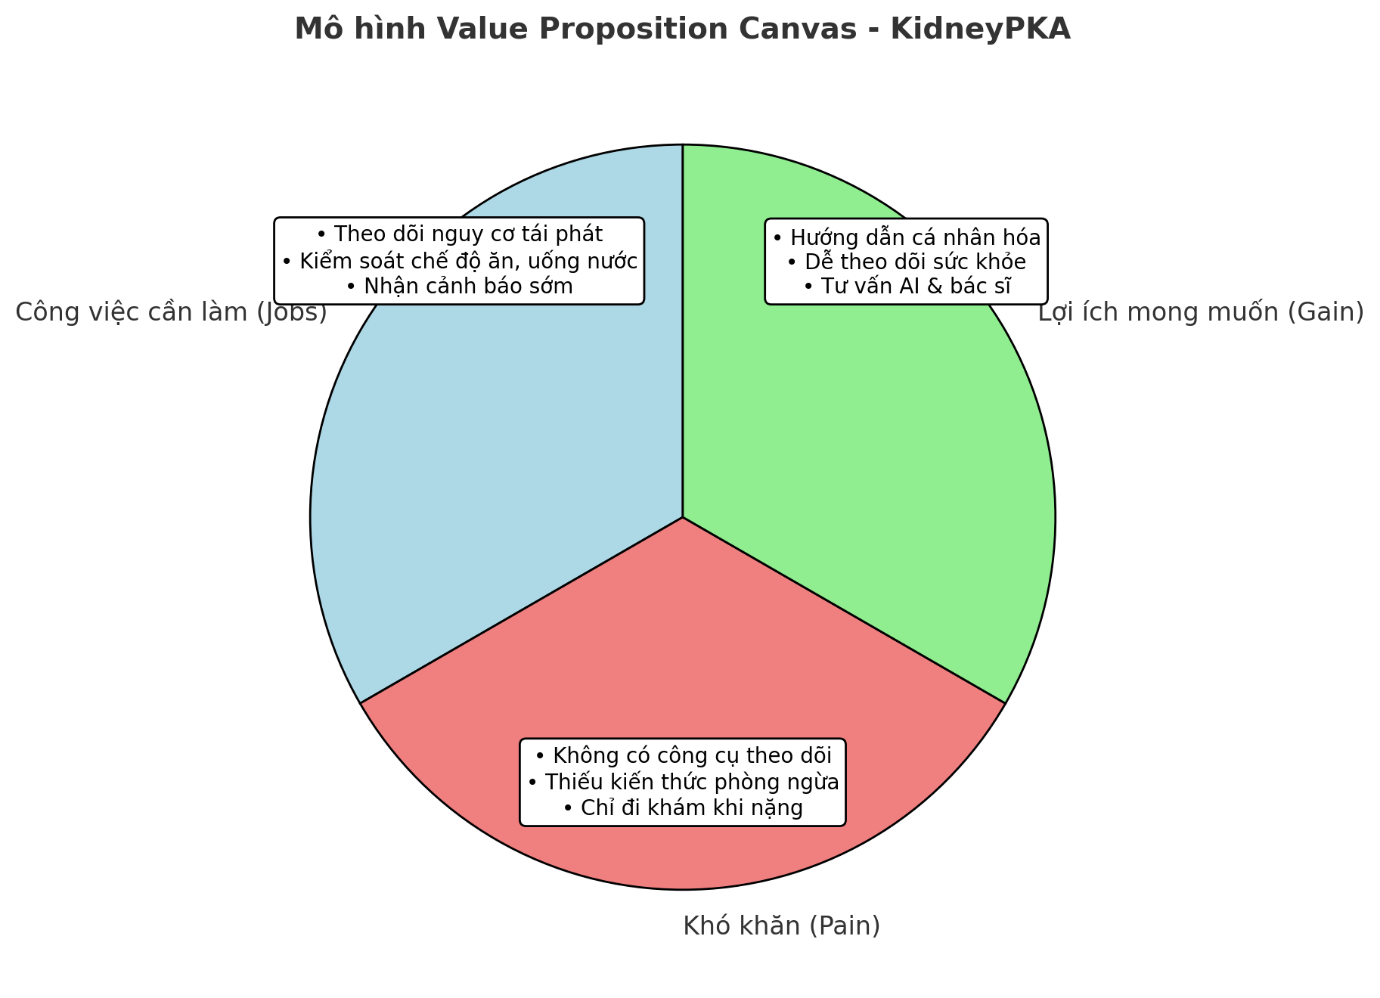 Mô hình Value Proposition Canvas - KidneyPKA
• Theo dõi nguy cơ tái phát
• Kiểm soát chế độ ăn, uống nước
• Nhận cảnh báo sớm
Công việc cần làm (Jobs)
• Hướng dẫn cá nhân hóa
• Dễ theo dõi sức khỏe
• Tư vấn AI & bác sĩ
Lợi ích mong muốn (Gain)
• Không có công cụ theo dõi
• Thiếu kiến thức phòng ngừa
• Chỉ đi khám khi nặng
Khó khăn (Pain)